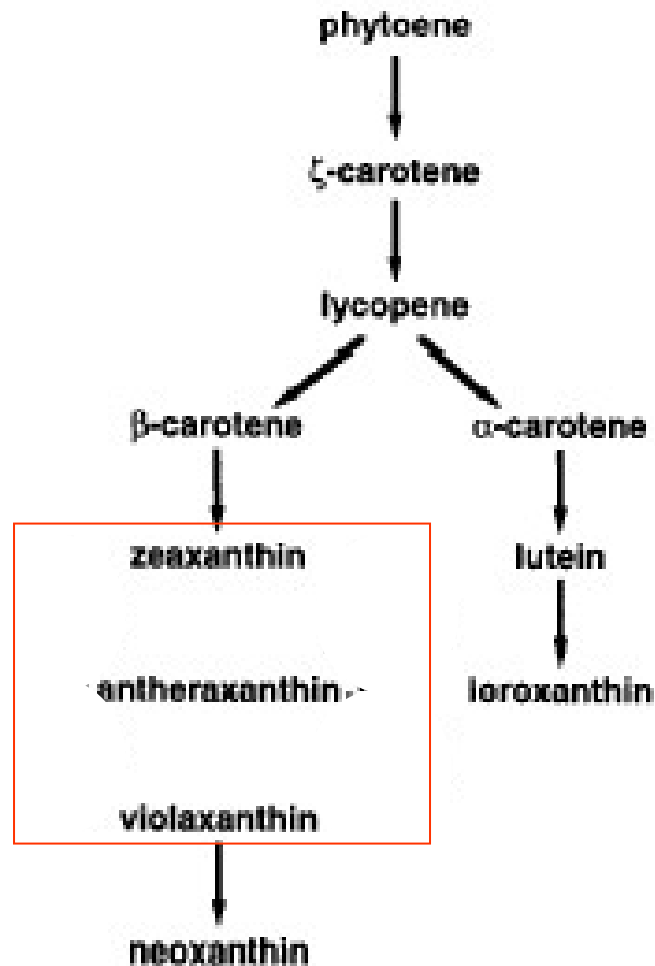 phytoene
ζ-carotene
lycopene
β-carotene α-carotene
zeaxanthin lutein
antheraxanthin loroxanthin
violaxanthin
neoxanthin